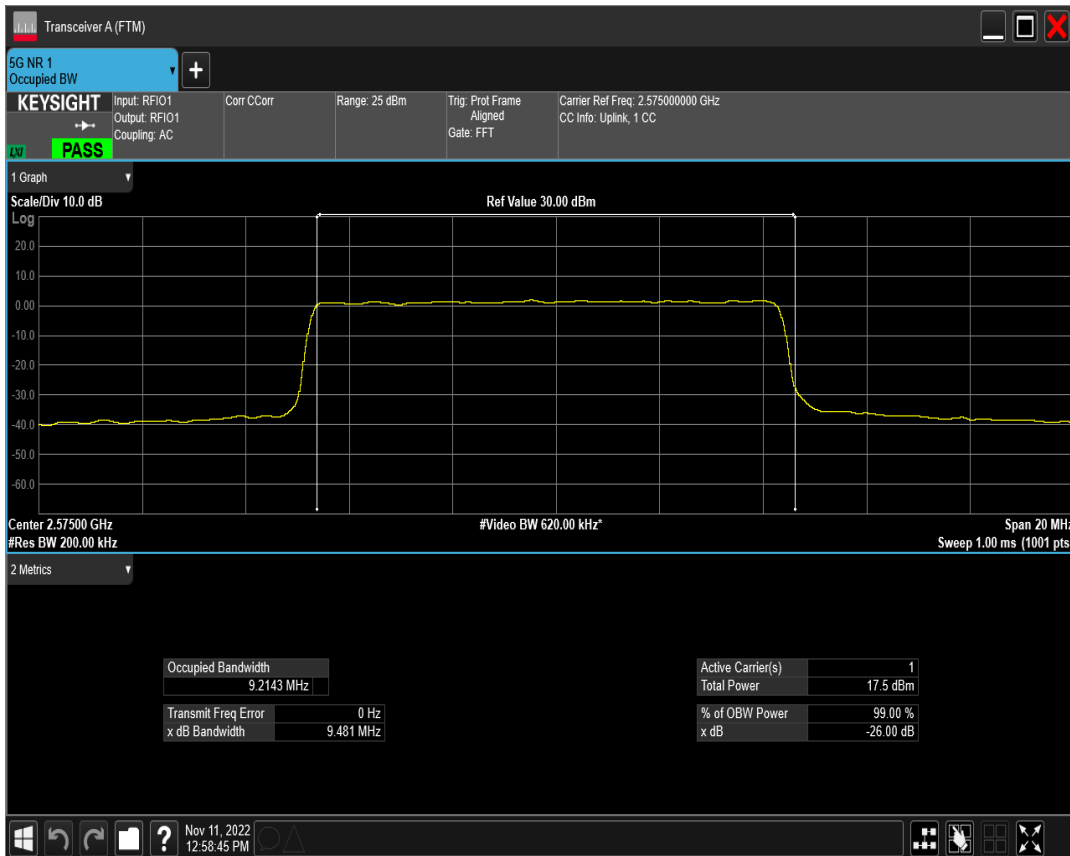 Transceiver A (FTM)
5G NR 1
Occupied BW
+
KEYSIGHT
LXI
PASS
Input: RFIO1
Output: RFIO1
Coupling: AC
Corr CCorr
Range: 25 dBm
Trig: Prot Frame
Aligned
Gate: FFT
Carrier Ref Freq: 2.575000000 GHz
CC Info: Uplink, 1 CC
1 Graph
Scale/Div 10.0 dB
Ref Value 30.00 dBm
Log
20.0
10.0
0.00
-10.0
-20.0
-30.0
-40.0
-50.0
-60.0
Center 2.57500 GHz
#Video BW 620.00 kHz*
Span 20 MHz
#Res BW 200.00 kHz
Sweep 1.00 ms (1001 pts
2 Metrics
Occupied Bandwidth
9.2143 MHz
Transmit Freq Error 0 Hz
x dB Bandwidth 9.481 MHz
Active Carrier(s) 1
Total Power 17.5 dBm
% of OBW Power 99.00 %
x dB -26.00 dB
?
Nov 11, 2022
12:58:45 PM